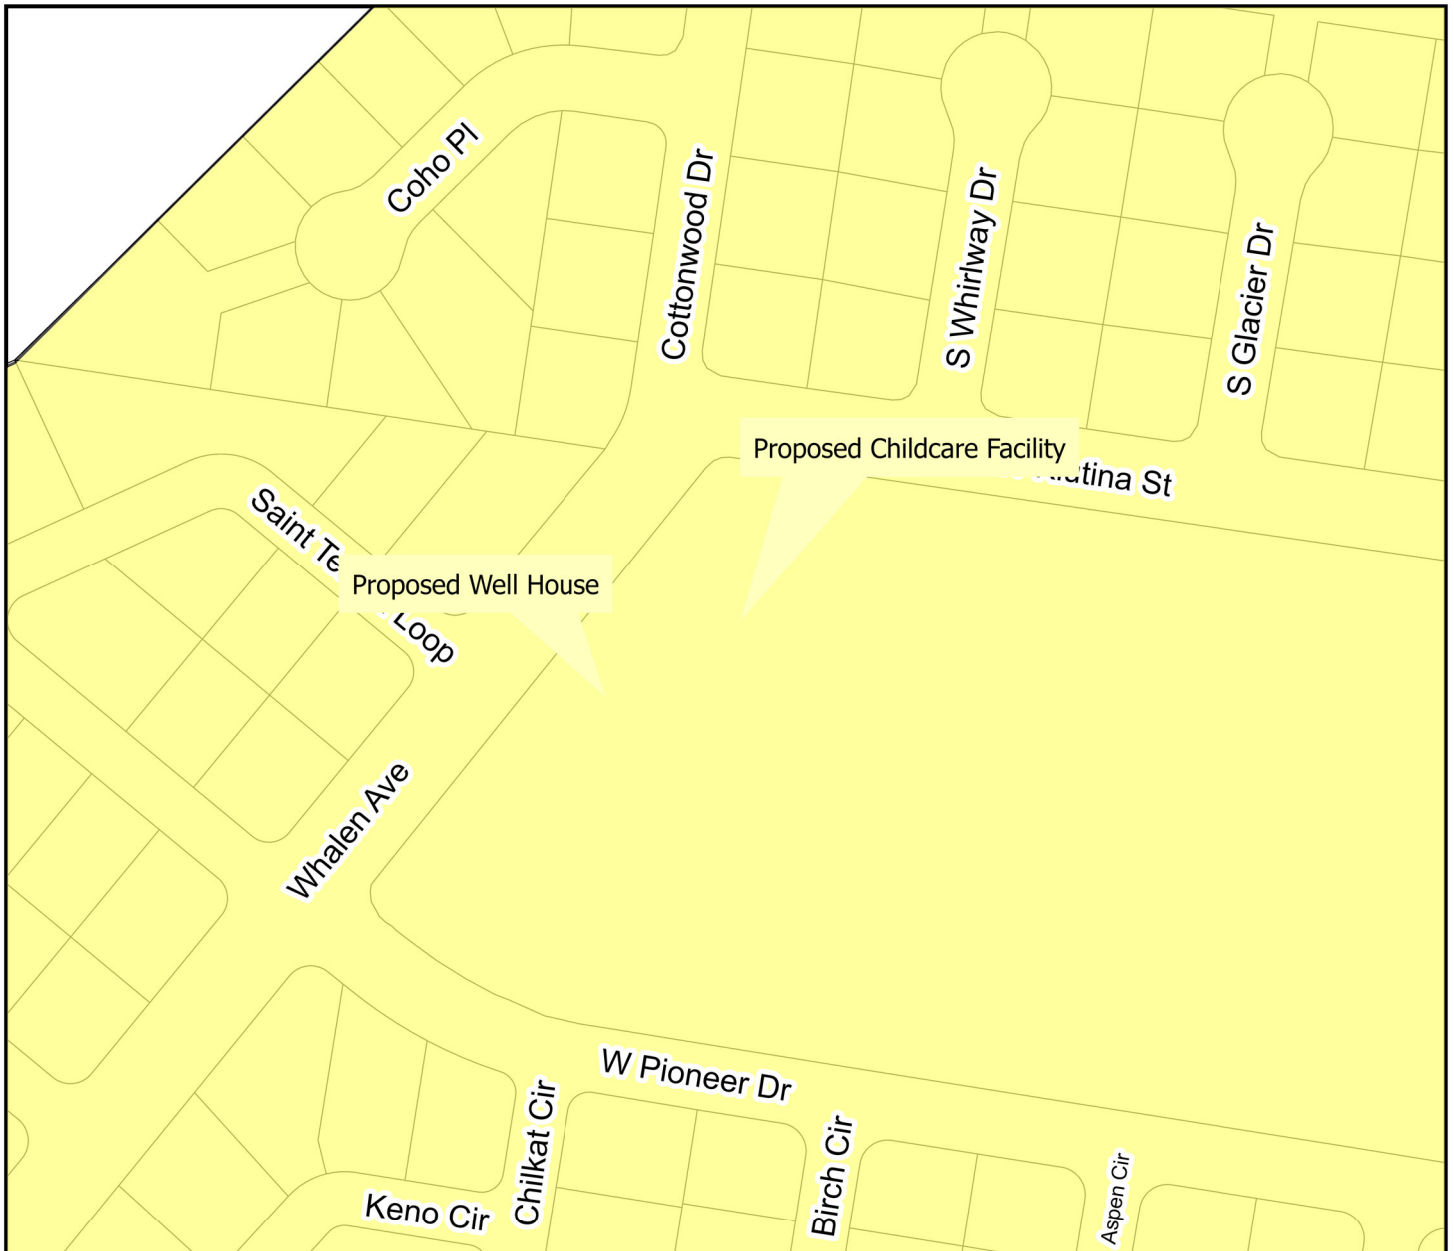 Coho Pl
Cottonwood Dr
S Whirlway Dr
S Glacier Dr
Proposed Childcare Facility
St
Saint
Loop
Proposed Well House
Whalen Ave
W Pioneer Dr
Chilkat Cir
Birch Cir
Aspen Cir
Keno Cir